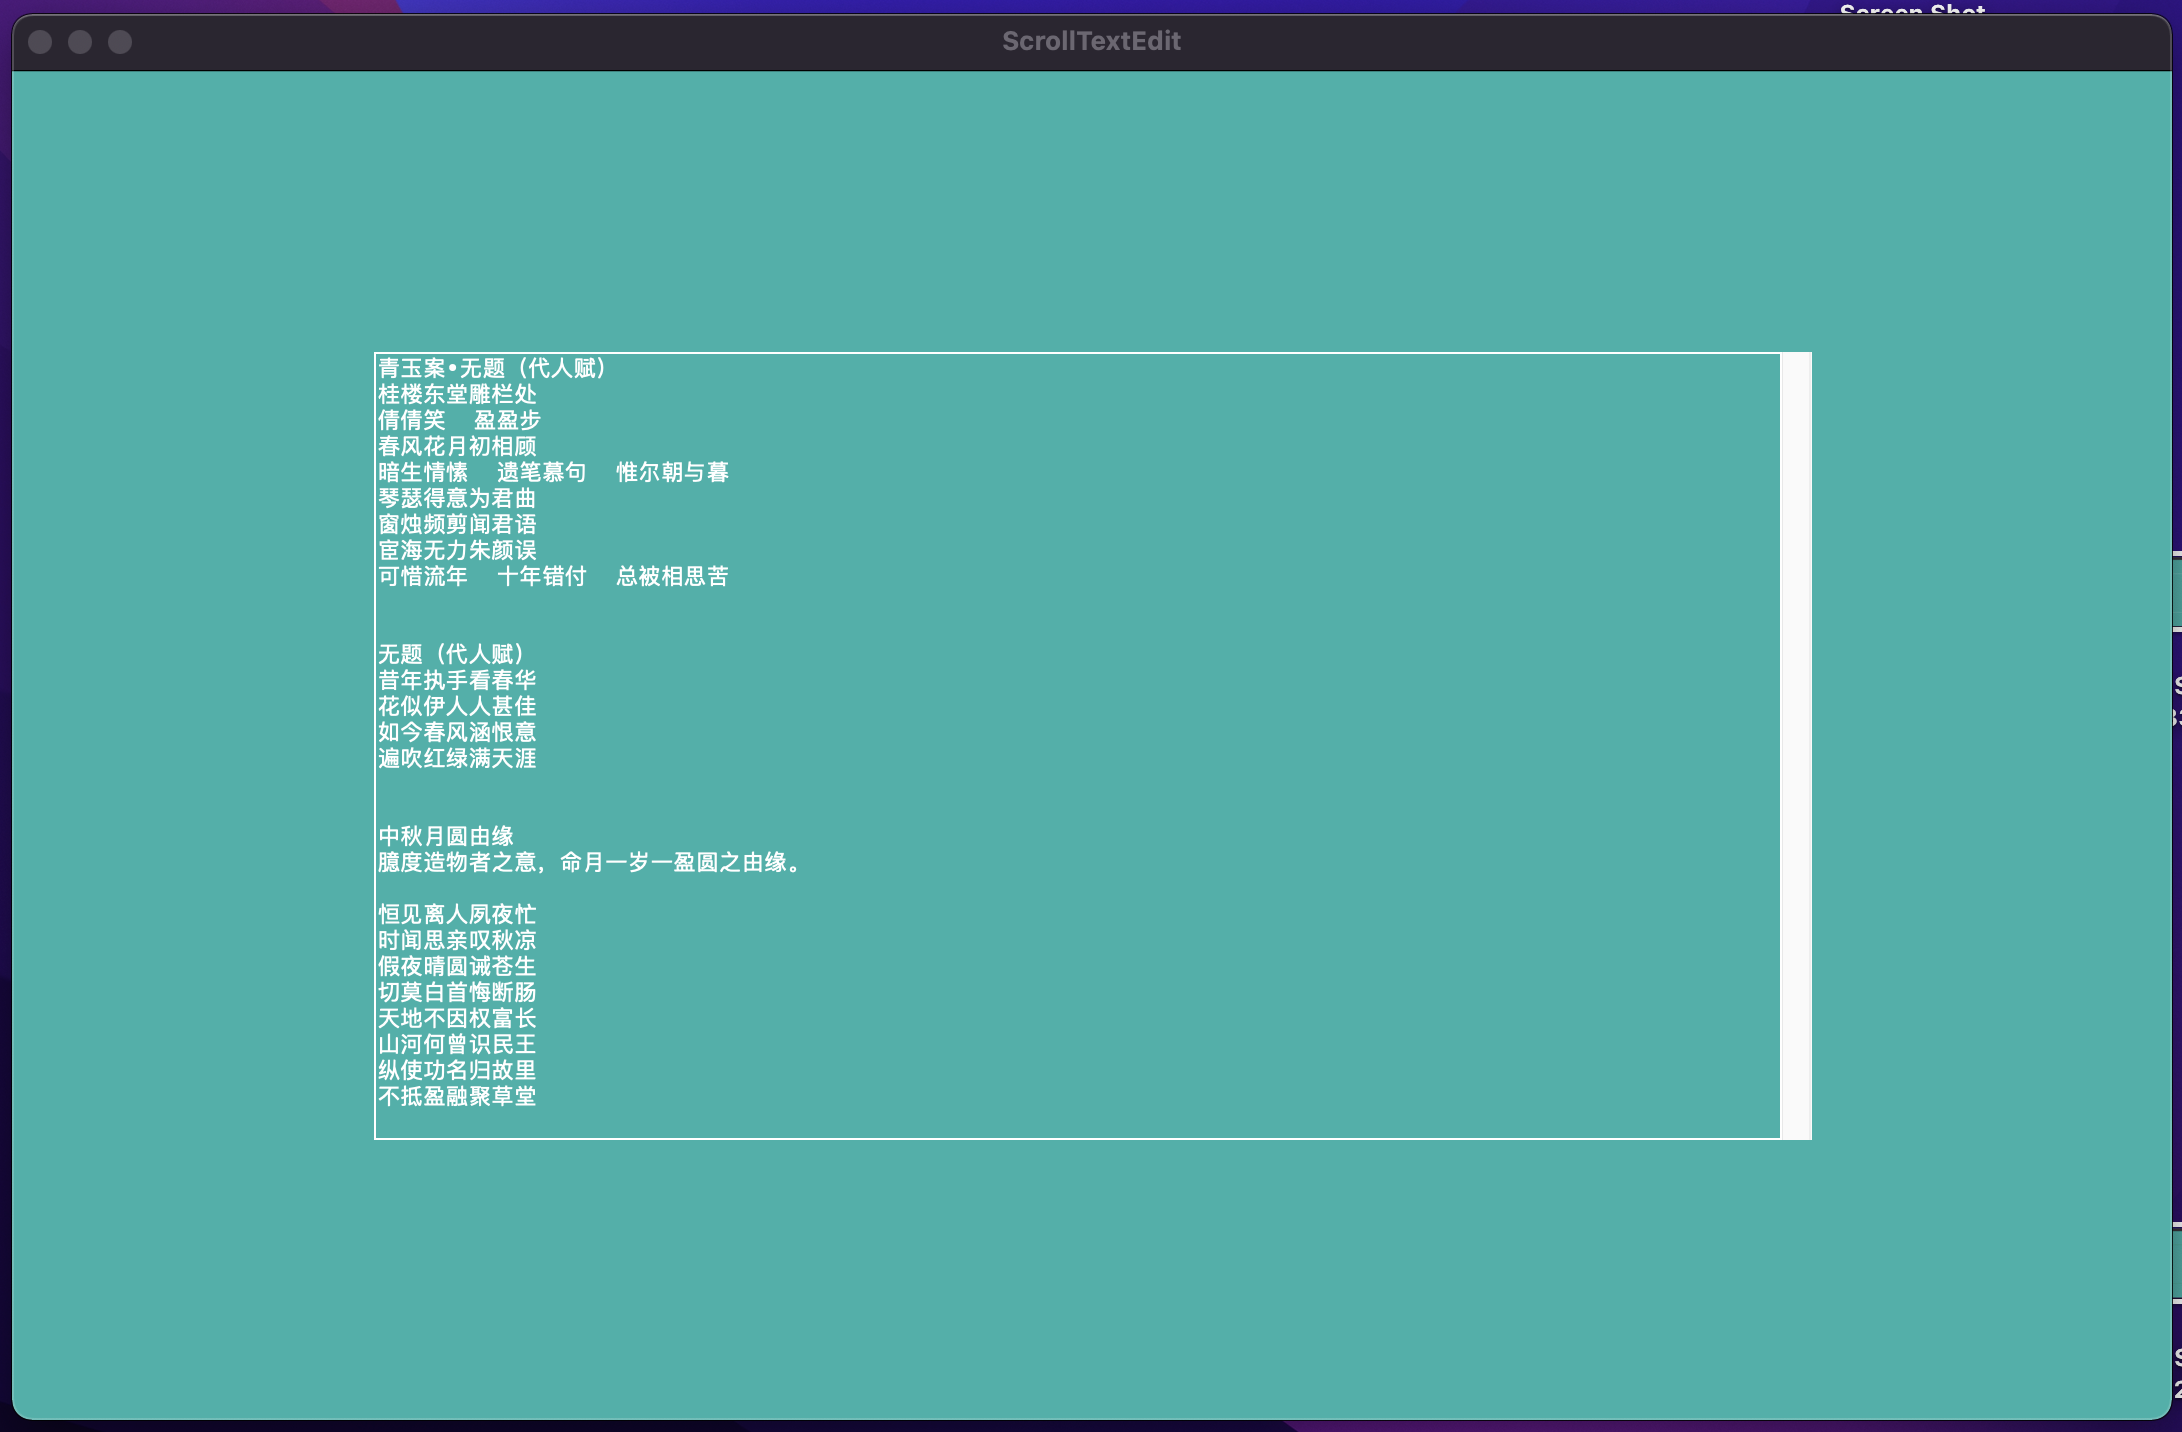 Screen Shot
ScrollTextEdit
青玉案•无题（代人赋）
桂楼东堂雕栏处
倩倩笑　盈盈步
春风花月初相顾
暗生情愫　遗笔慕句　惟尔朝与暮
琴瑟得意为君曲
窗烛频剪闻君语
宦海无力朱颜误
可惜流年　十年错付　总被相思苦
无题（代人赋）
昔年执手看春华
花似伊人人甚佳
如今春风涵恨意
遍吹红绿满天涯
中秋月圆由缘
臆度造物者之意，命月一岁一盈圆之由缘。
恒见离人夙夜忙
时闻思亲叹秋凉
假夜晴圆诫苍生
切莫白首悔断肠
天地不因权富长
山河何曾识民王
纵使功名归故里
不抵盈融聚草堂